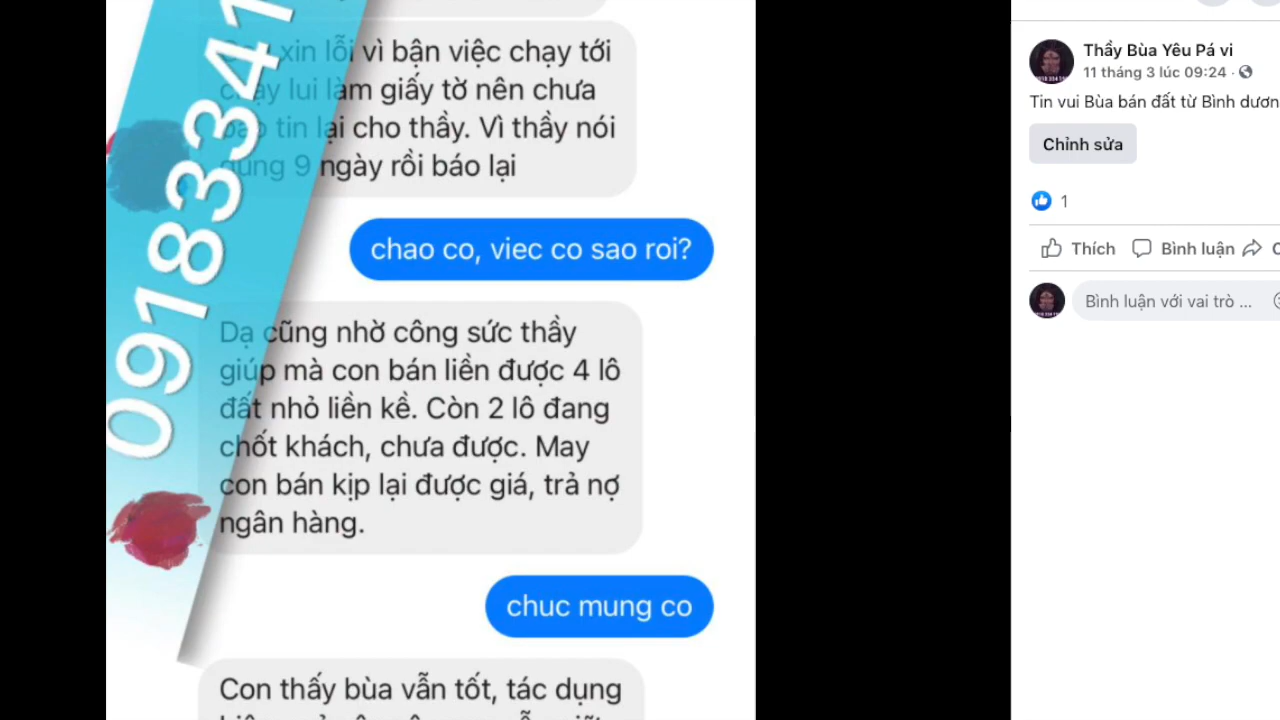 xin lỗi vì bận việc chạy tới
chạy lui làm giấy tờ nên chưa
báo tin lại cho thầy. Vì thầy nói
đúng 9 ngày rồi báo lại
chao co, viec co sao roi?
Dạ cũng nhờ công sức thầy
giúp mà con bán liền được 4 lô
đất nhỏ liền kề. Còn 2 lô đang
chốt khách, chưa được. May
con bán kịp lại được giá, trả nợ
ngân hàng.
chuc mung co
Con thấy bùa vẫn tốt, tác dụng
09183341
Thầy Bùa Yêu Pá vi
11 tháng 3 lúc 09:24 ·
Tin vui Bùa bán đất từ Bình dươn
Chỉnh sửa
1
Thích Bình luận C
Bình luận với vai trò ...